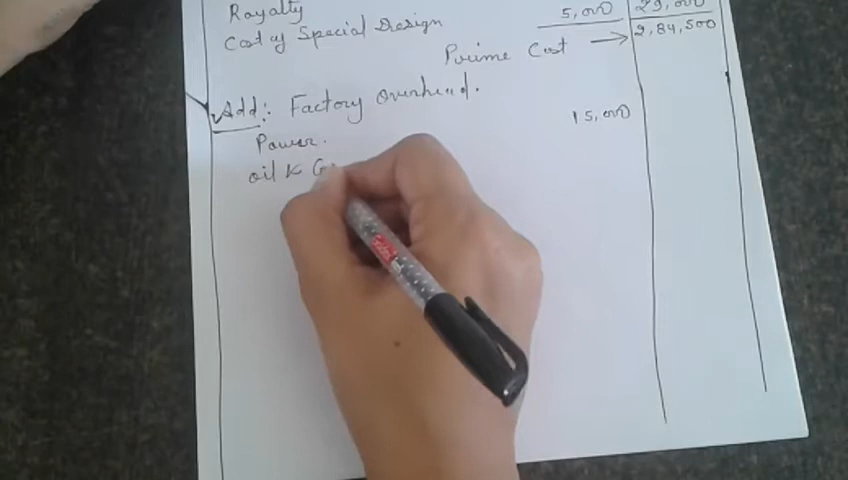 Royalty
Cost of Special Design 5,000 29,000
Prime Cost → 2,84,500
Add: Factory Overhead.
Power. 15,000
oil &